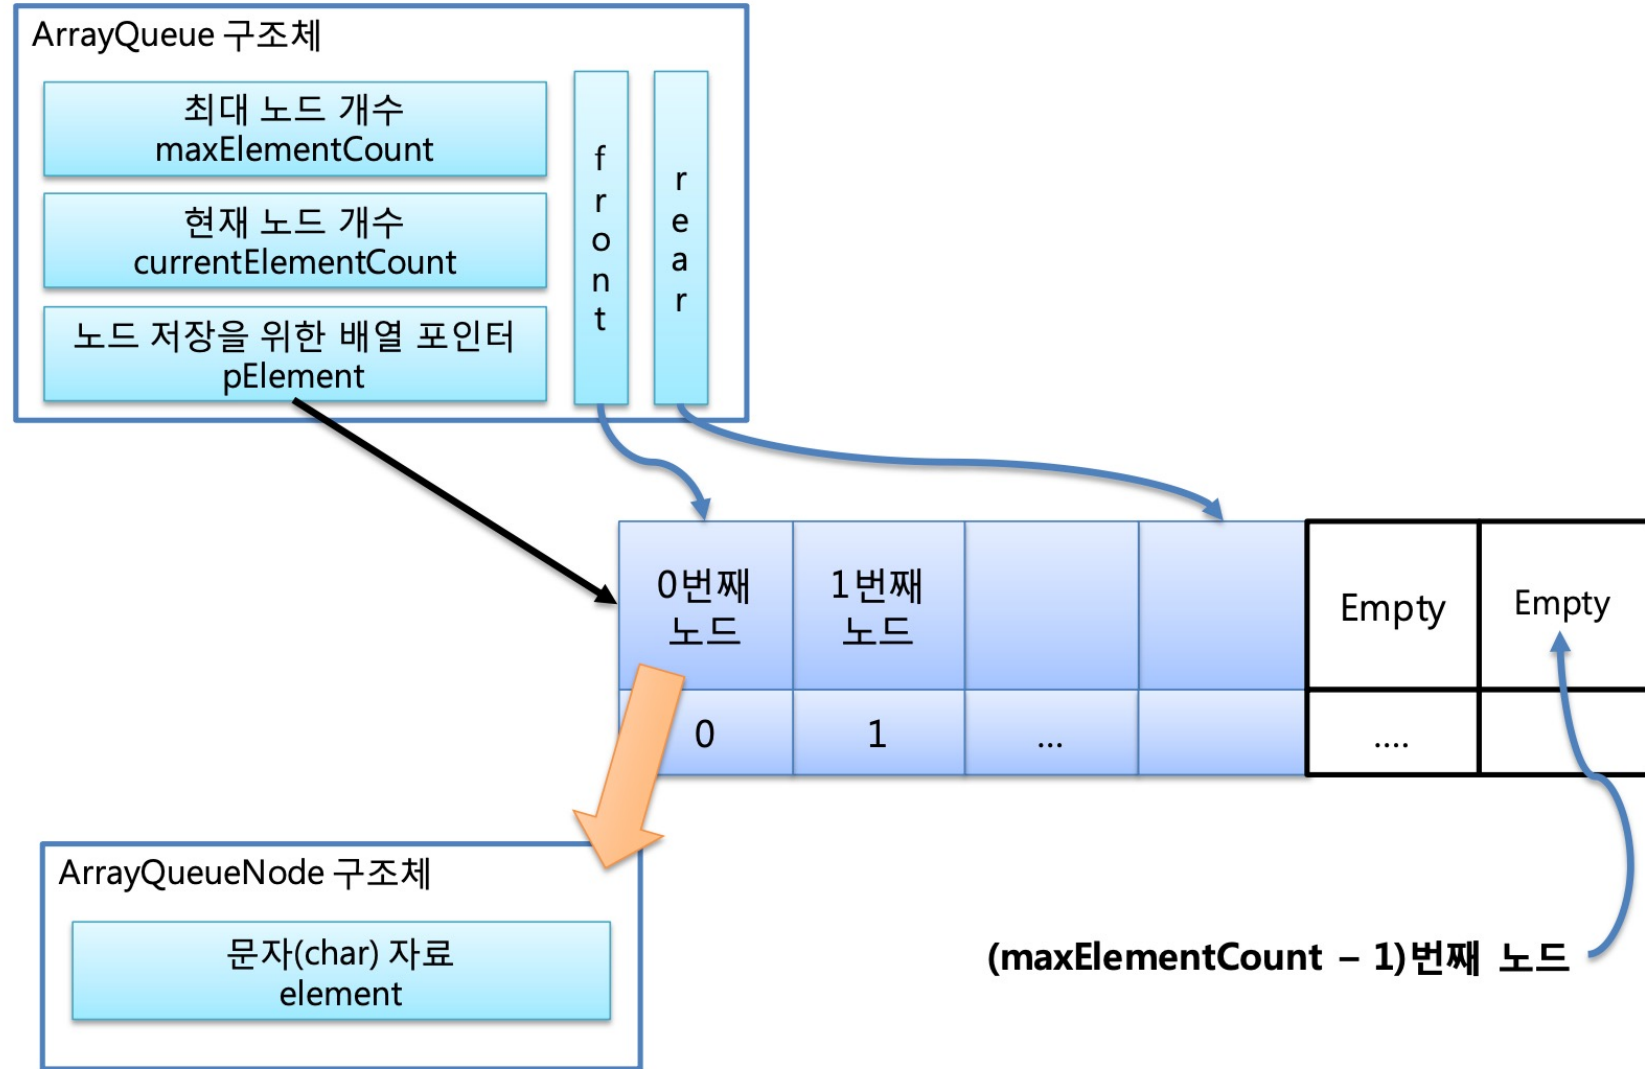 ArrayQueue 구조체
최대 노드 개수
maxElementCount
현재 노드 개수
currentElementCount
노드 저장을 위한 배열 포인터
pElement
front
rear
0번째
노드
1번째
노드
Empty
Empty
0
1
...
....
ArrayQueueNode 구조체
문자(char) 자료
element
(maxElementCount – 1)번째 노드